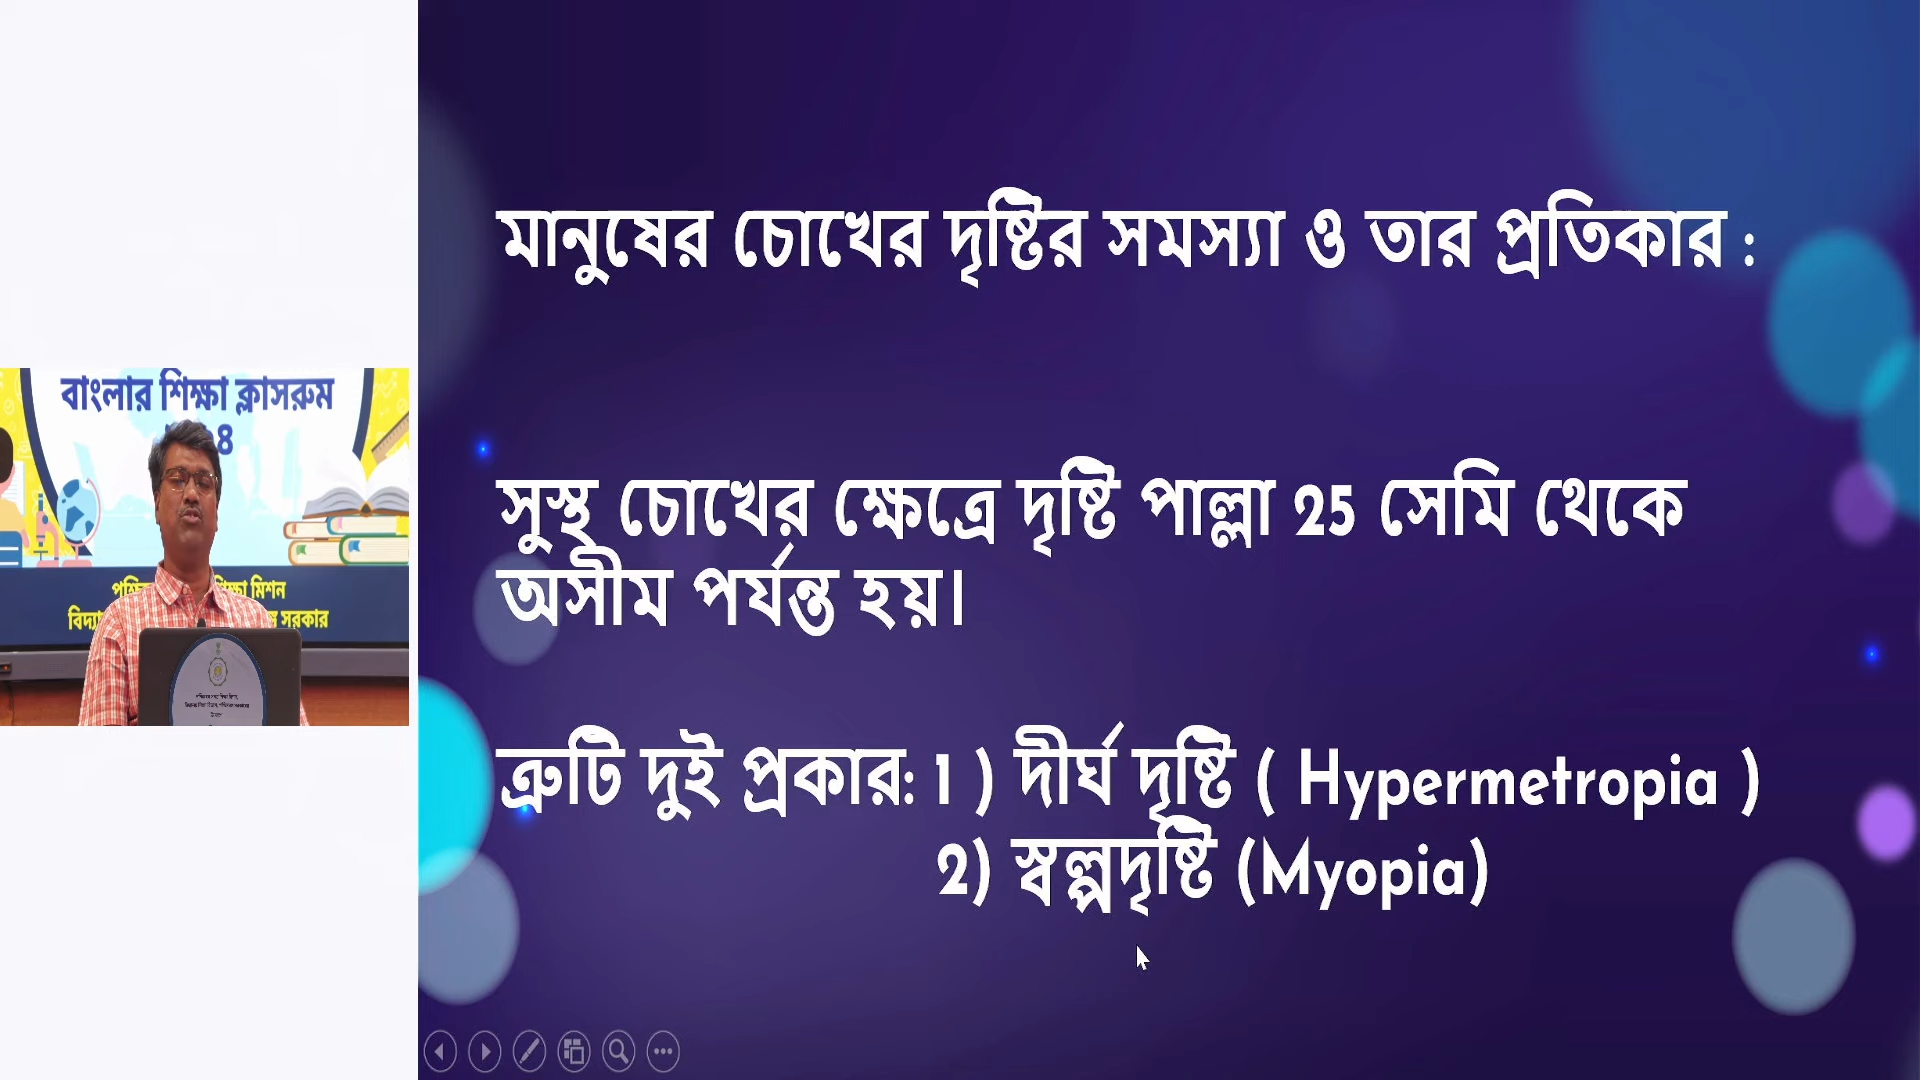 মানুষের চোখের দৃষ্টির সমস্যা ও তার প্রতিকার :
সুস্থ চোখের ক্ষেত্রে দৃষ্টি পাল্লা 25 সেমি থেকে
অসীম পর্যন্ত হয়।
ত্রুটি দুই প্রকার: 1 ) দীর্ঘ দৃষ্টি ( Hypermetropia )
2) স্বল্পদৃষ্টি (Myopia)
বাংলার শিক্ষা ক্লাসরুম
মিশন
সরকার